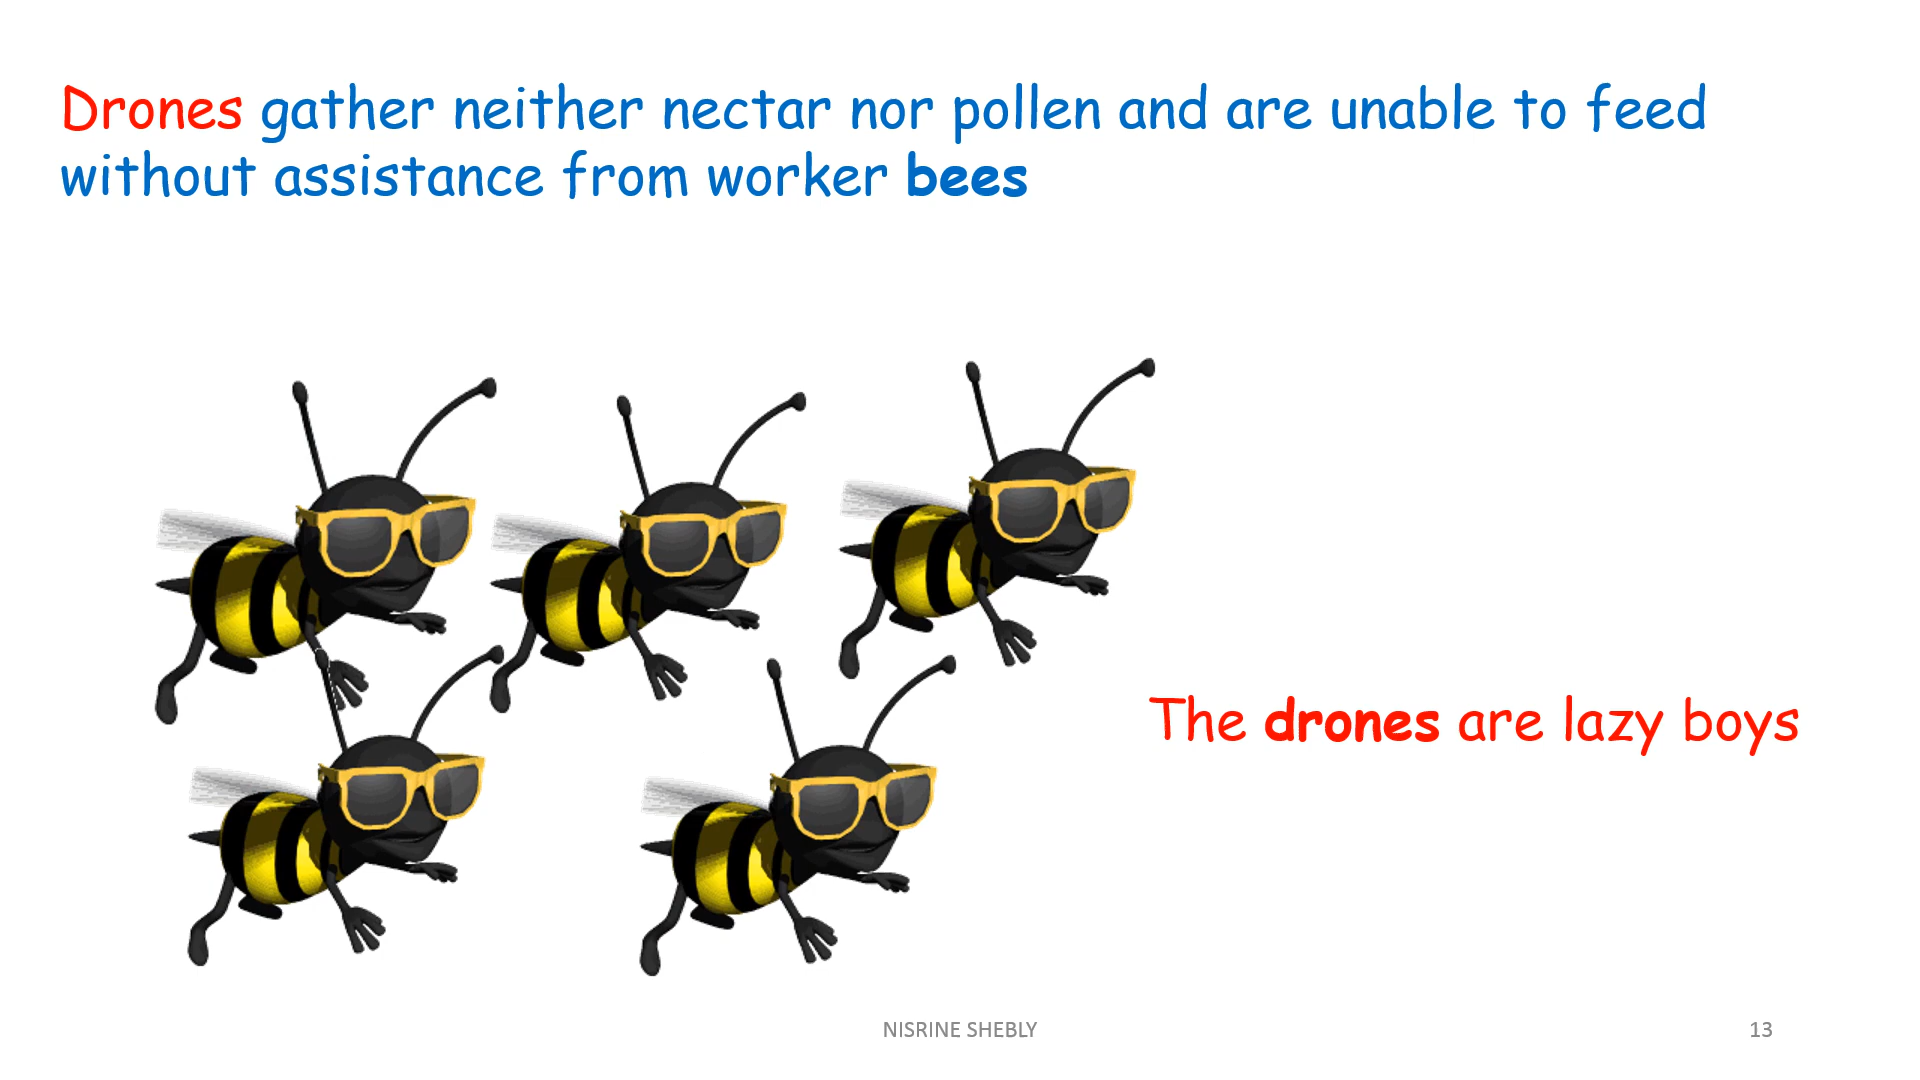 Drones gather neither nectar nor pollen and are unable to feed
without assistance from worker bees
The drones are lazy boys
NISRINE SHEBLY
13